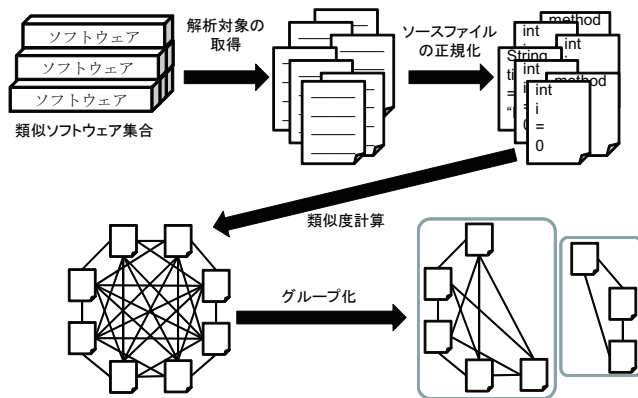 ソフトウェア
ソフトウェア
ソフトウェア
類似ソフトウェア集合
解析対象の
取得
ソースファイル
の正規化
method
int
int
String
int
method
int
i
=
0
類似度計算
グループ化